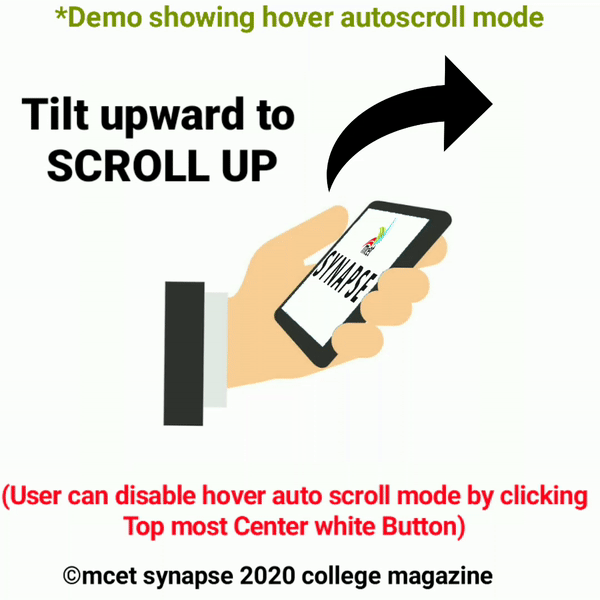 *Demo showing hover autoscroll mode
Tilt upward to
SCROLL UP
SYNAPSE
(User can disable hover auto scroll mode by clicking
Top most Center white Button)
©mcet synapse 2020 college magazine